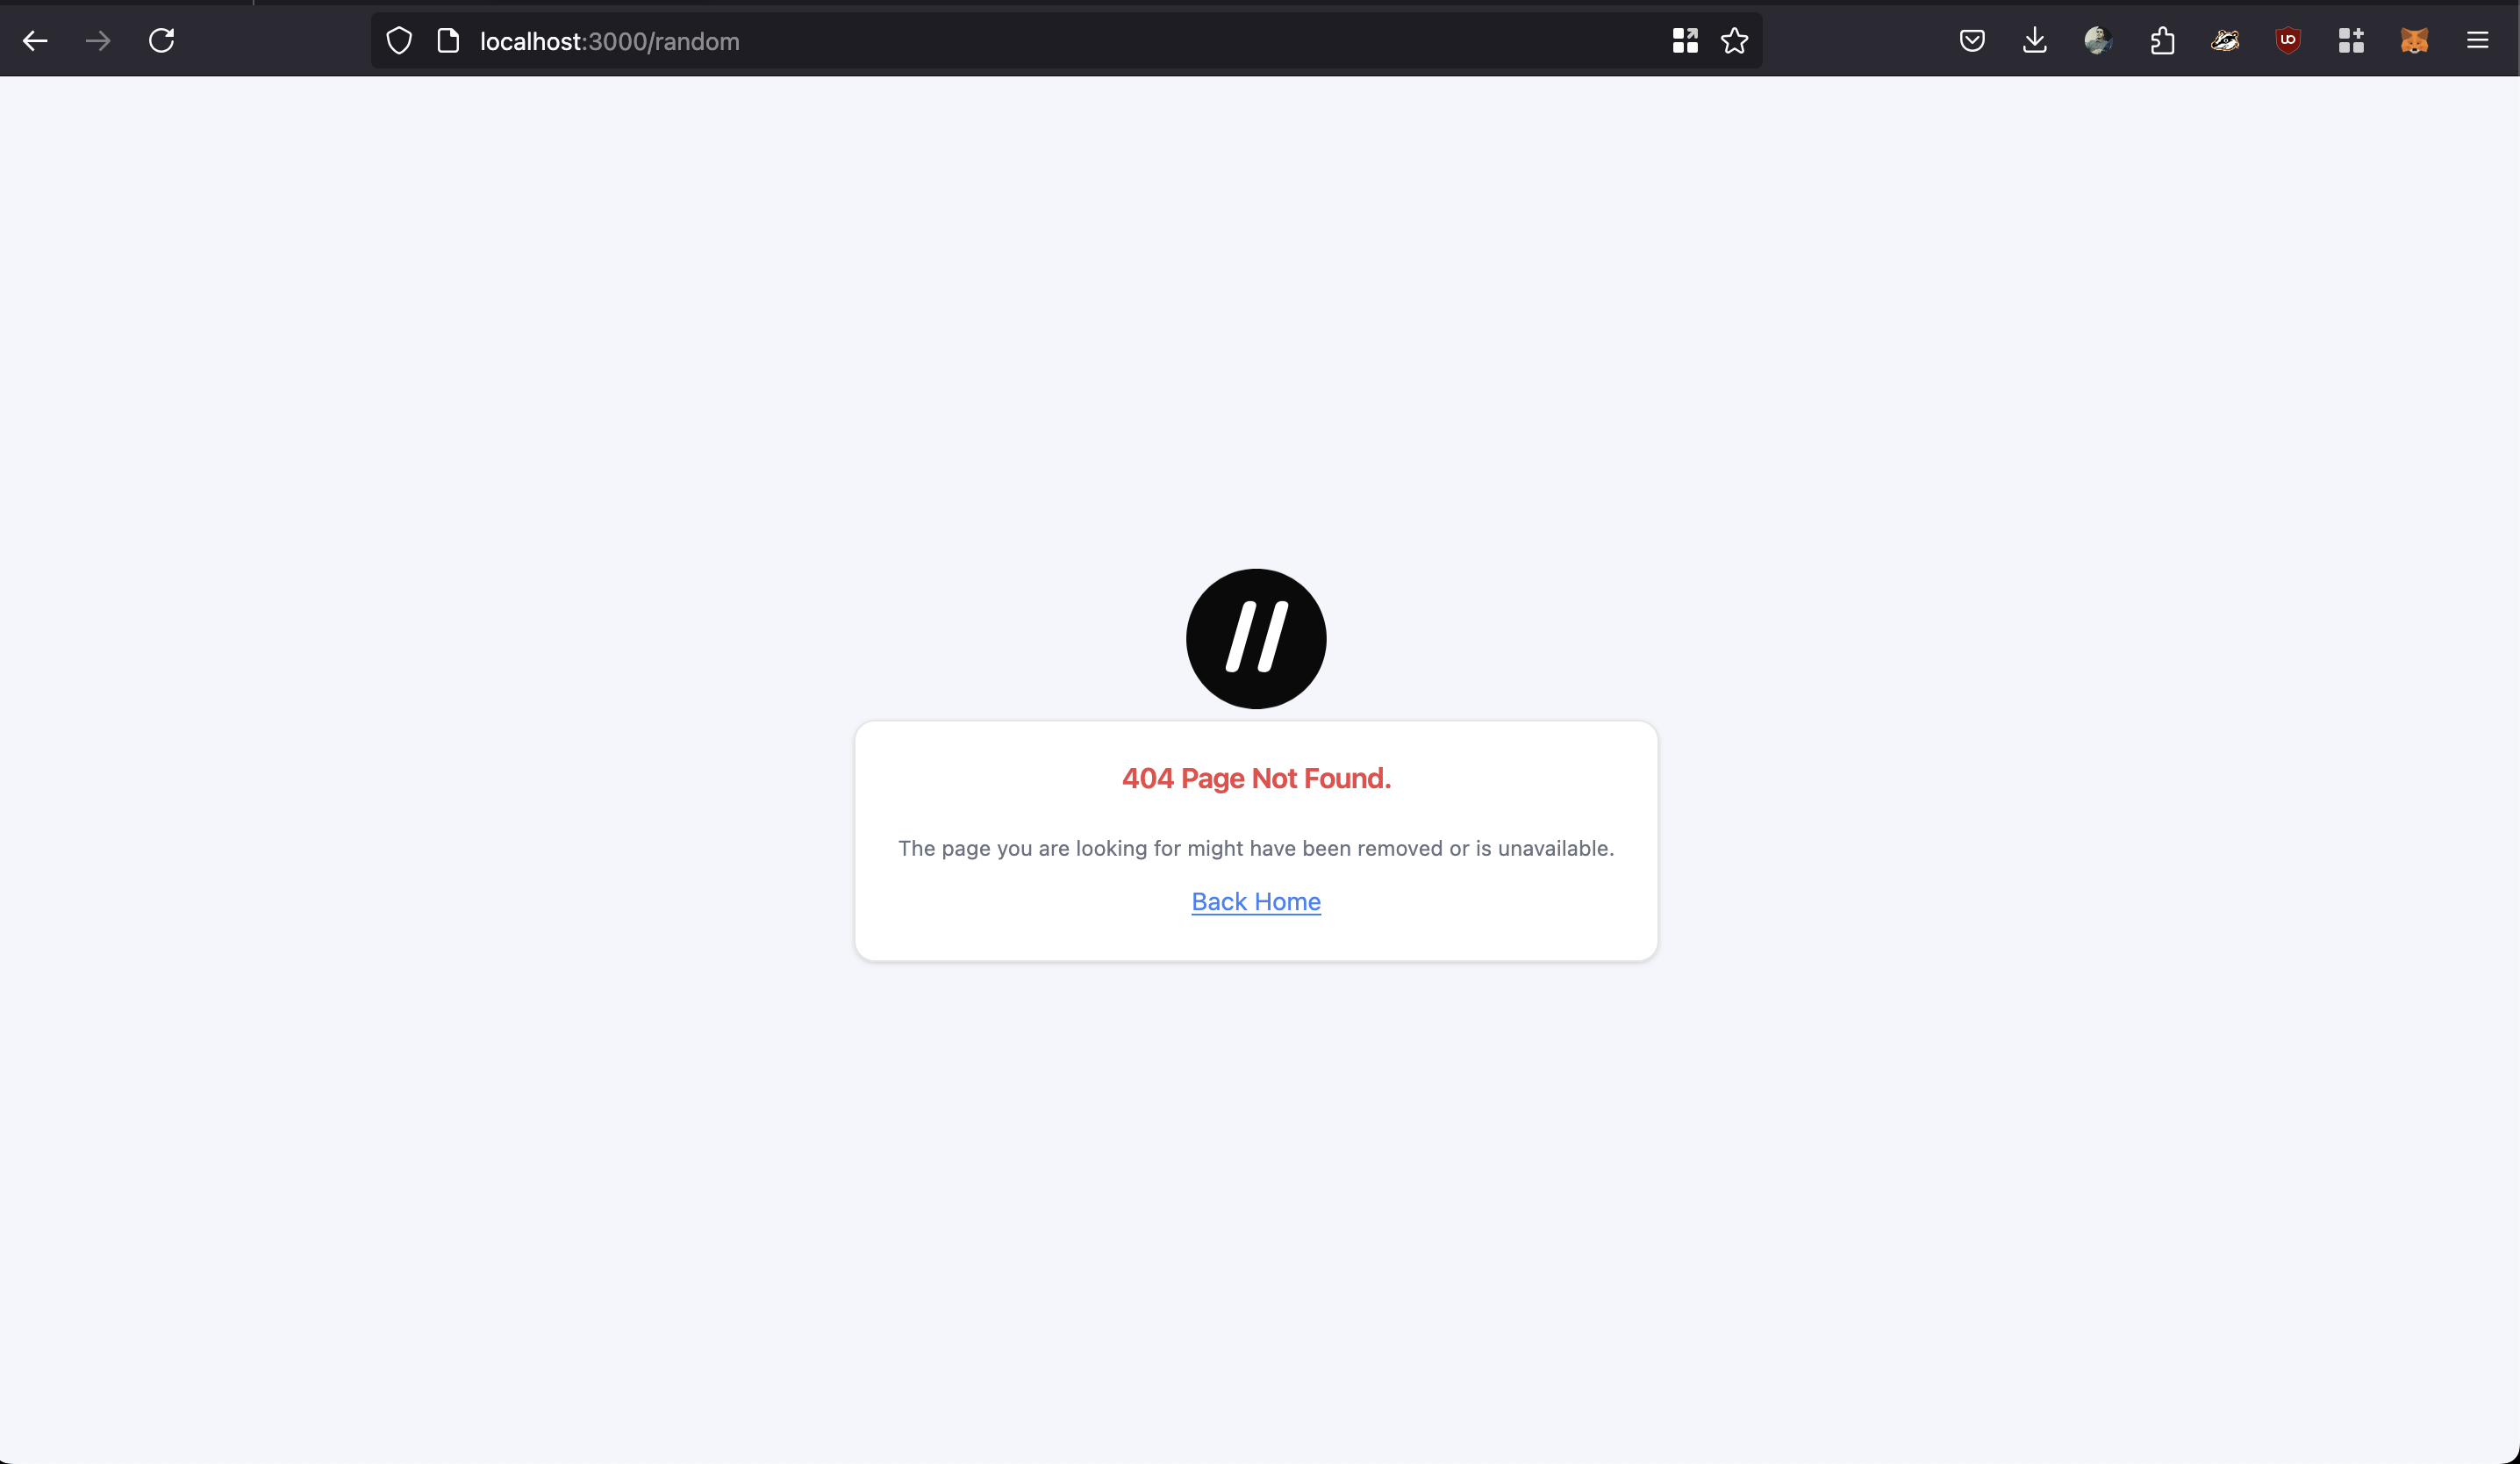 localhost:3000/random
//
404 Page Not Found.
The page you are looking for might have been removed or is unavailable.
Back Home